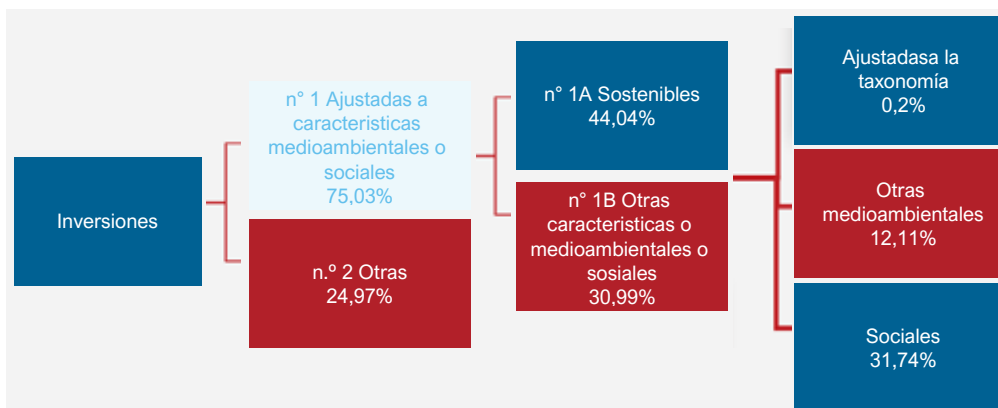 Inversiones
n° 1 Ajustadas a
caracteristicas
medioambientales o
sociales
75,03%
n.º 2 Otras
24,97%
n° 1A Sostenibles
44,04%
n° 1B Otras
caracteristicas o
medioambientales o
sosiales
30,99%
Ajustadasa la
taxonomía
0,2%
Otras
medioambientales
12,11%
Sociales
31,74%